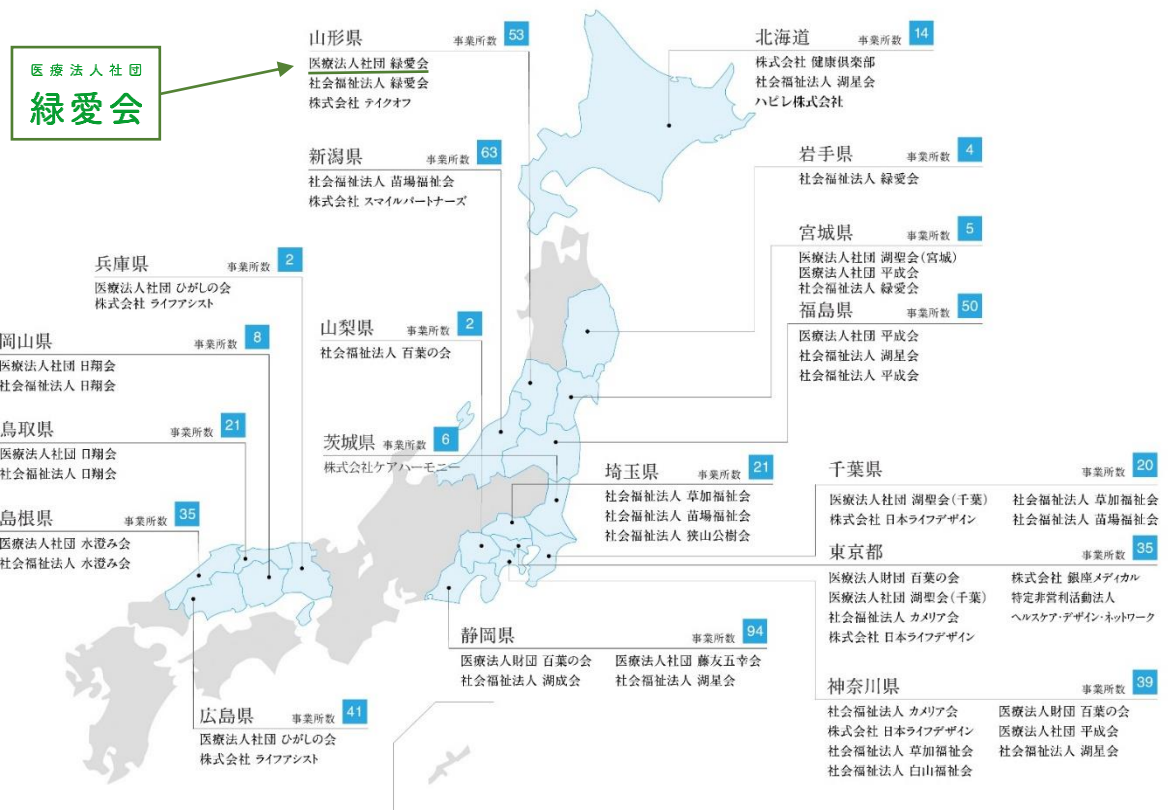 医療法人社団
緑愛会
山形県 事業所数 53
医療法人社団 緑愛会
社会福祉法人 緑愛会
株式会社 テイクオフ
北海道 事業所数 14
株式会社 健康倶楽部
社会福祉法人 湖星会
ハピレ株式会社
新潟県 事業所数 63
社会福祉法人 苗場福祉会
株式会社 スマイルパートナーズ
岩手県 事業所数 4
社会福祉法人 緑愛会
宮城県 事業所数 5
医療法人社団 湖聖会(宮城)
医療法人社団 平成会
社会福祉法人 緑愛会
兵庫県 事業所数 2
医療法人社団 ひがしの会
株式会社 ライフアシスト
福島県 事業所数 50
医療法人社団 平成会
社会福祉法人 湖星会
社会福祉法人 平成会
山梨県 事業所数 2
社会福祉法人 百葉の会
岡山県 事業所数 8
医療法人社団 日翔会
社会福祉法人 日翔会
鳥取県 事業所数 21
医療法人社団 日翔会
社会福祉法人 日翔会
茨城県 事業所数 6
株式会社ケアハーモニー
埼玉県 事業所数 21
社会福祉法人 草加福祉会
社会福祉法人 苗場福祉会
社会福祉法人 狭山公樹会
千葉県 事業所数 20
医療法人社団 湖聖会(千葉) 社会福祉法人 草加福祉会
株式会社 日本ライフデザイン 社会福祉法人 苗場福祉会
島根県 事業所数 35
医療法人社団 水澄み会
社会福祉法人 水澄み会
東京都 事業所数 35
医療法人財団 百葉の会 株式会社 銀座メディカル
医療法人社団 湖聖会(千葉) 特定非営利活動法人
社会福祉法人 カメリア会 ヘルスケア・デザイン・ネットワーク
株式会社 日本ライフデザイン
静岡県 事業所数 94
医療法人財団 百葉の会 医療法人社団 藤友五幸会
社会福祉法人 湖成会 社会福祉法人 湖星会
神奈川県 事業所数 39
社会福祉法人 カメリア会 医療法人財団 百葉の会
株式会社 日本ライフデザイン 医療法人社団 平成会
社会福祉法人 草加福祉会 社会福祉法人 湖星会
社会福祉法人 白山福祉会
広島県 事業所数 41
医療法人社団 ひがしの会
株式会社 ライフアシスト